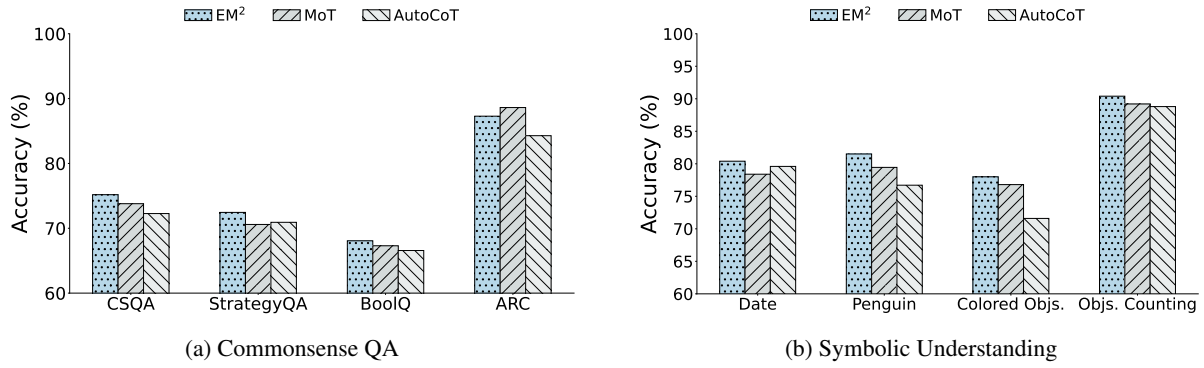 EM² MoT AutoCoT
Accuracy (%)
100
90
80
70
60
CSQA StrategyQA BoolQ ARC
(a) Commonsense QA
EM² MoT AutoCoT
Accuracy (%)
100
95
90
85
80
75
70
65
60
Date Penguin Colored Objs. Objs. Counting
(b) Symbolic Understanding